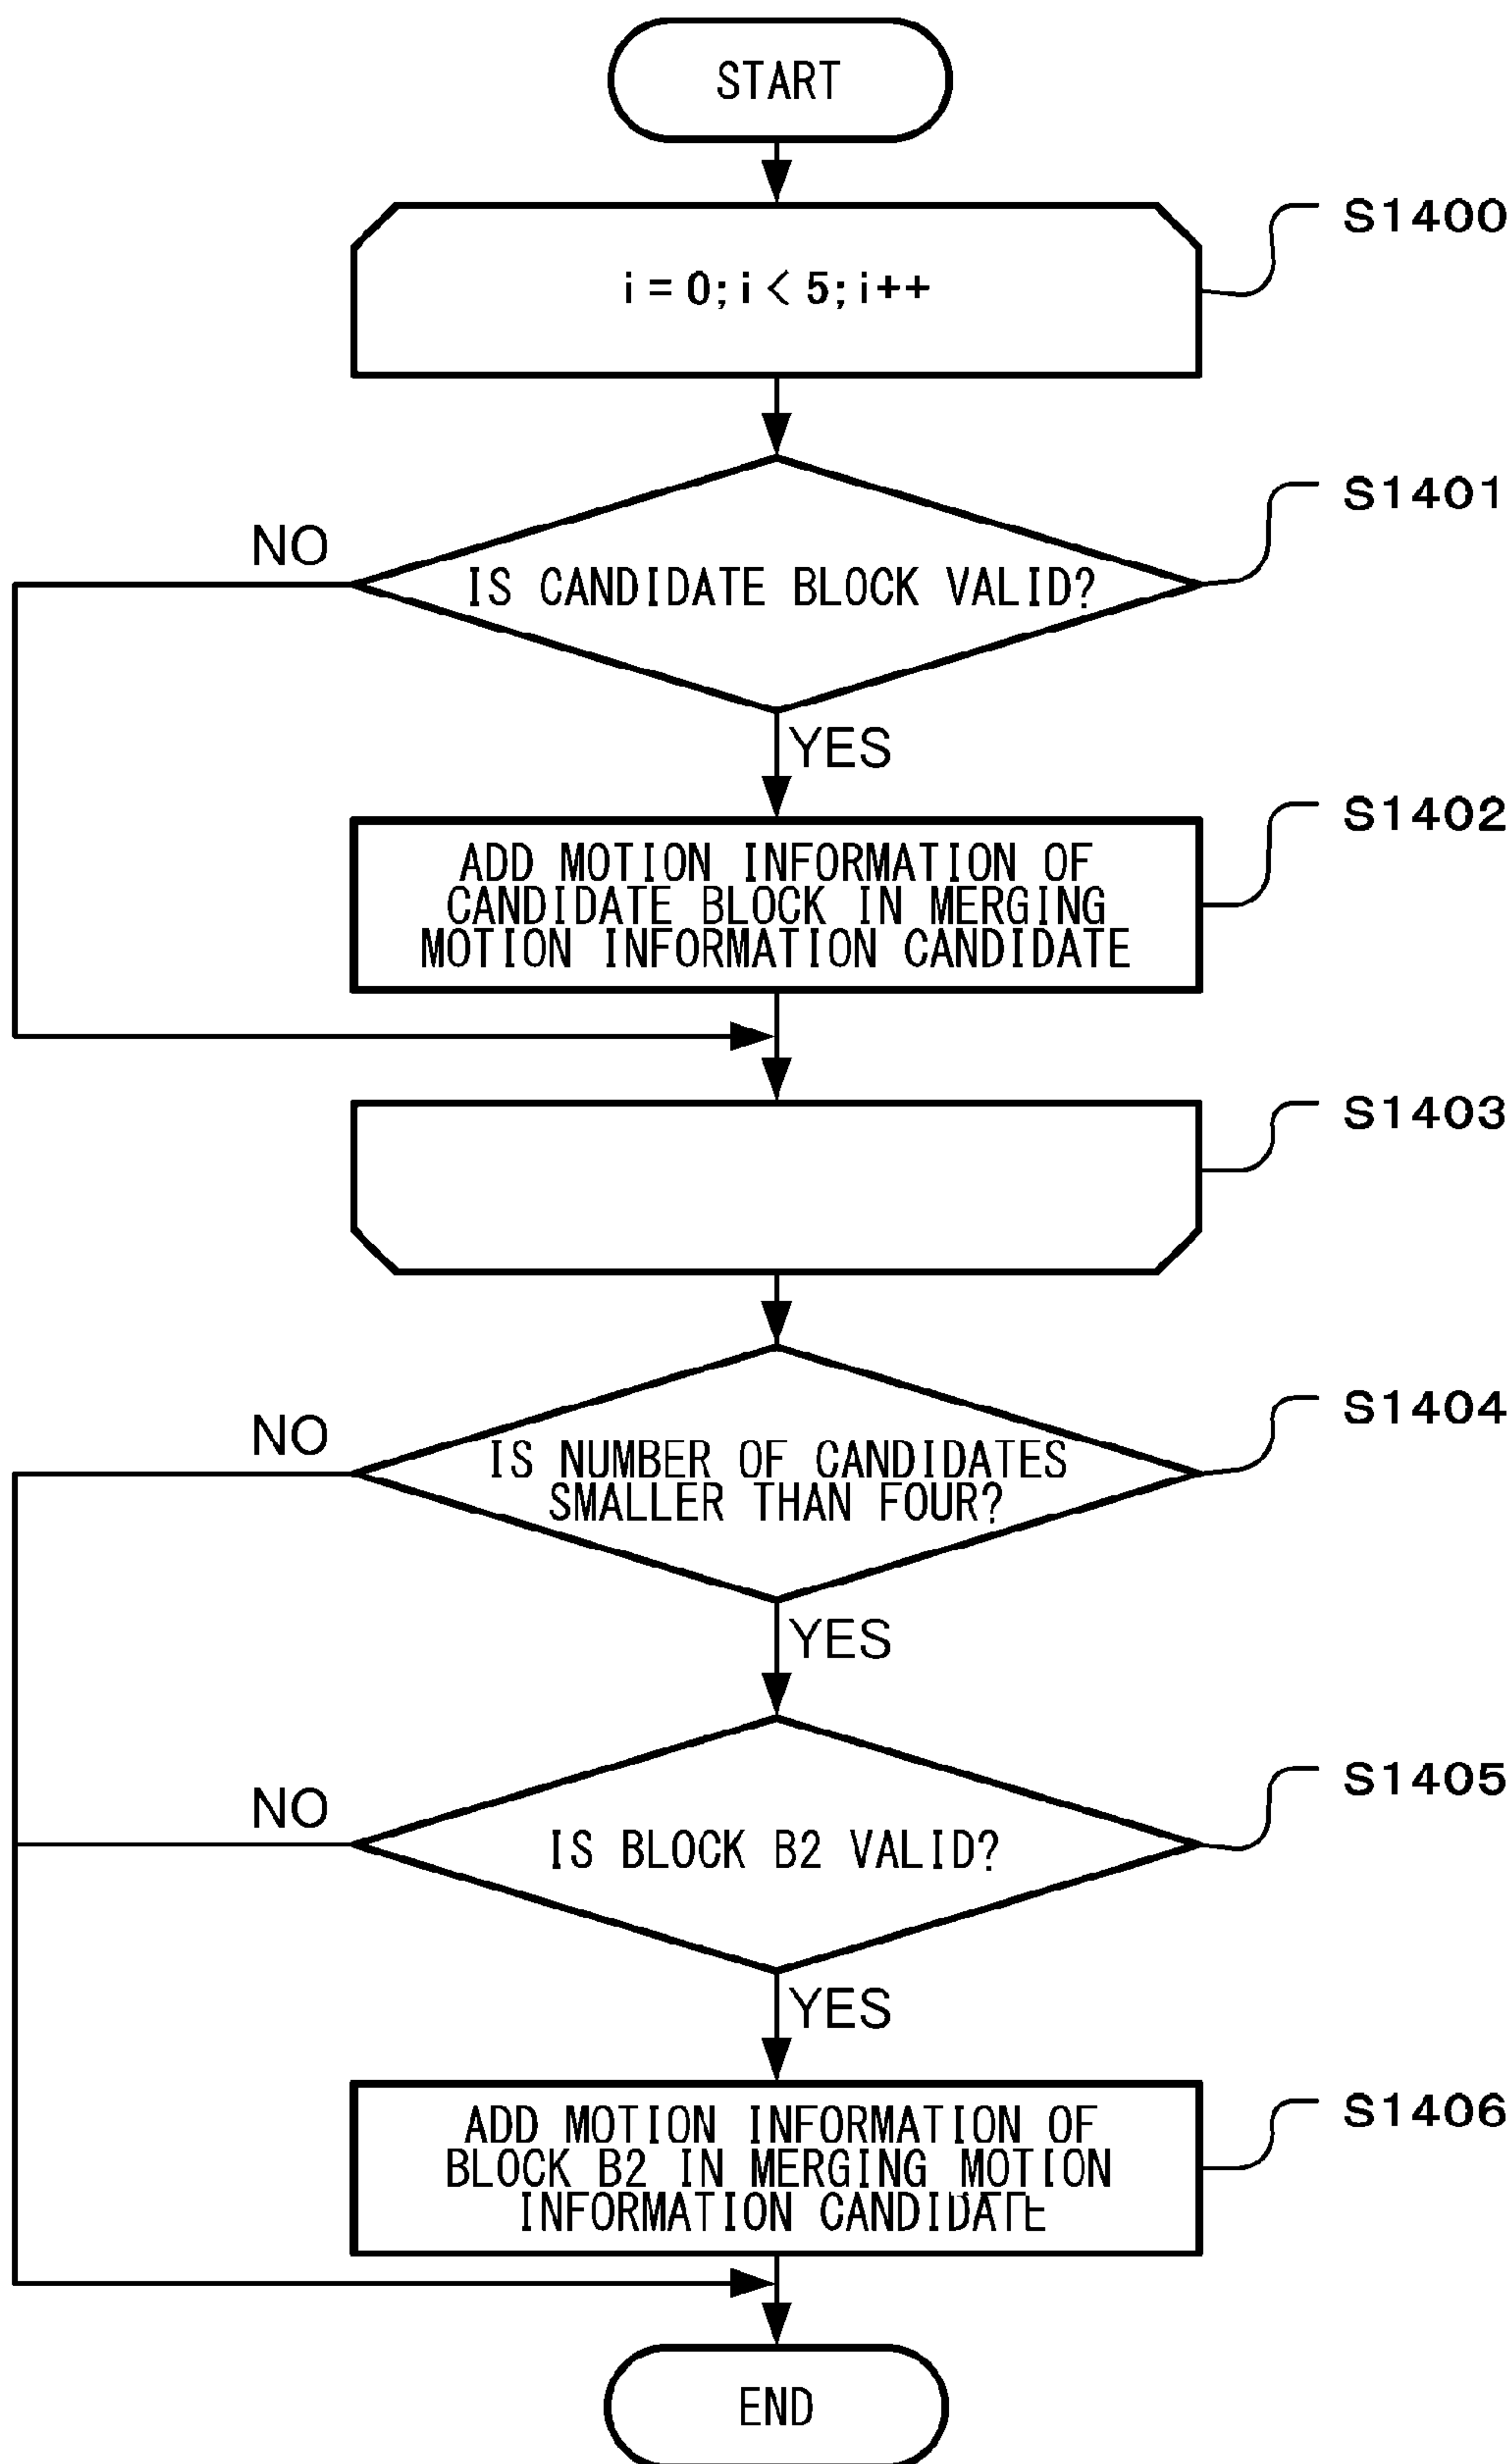 START
i=0;i<5;i++
S1400
IS CANDIDATE BLOCK VALID?
S1401
NO
YES
ADD MOTION INFORMATION OF
CANDIDATE BLOCK IN MERGING
MOTION INFORMATION CANDIDATE
S1402
S1403
IS NUMBER OF CANDIDATES
SMALLER THAN FOUR?
S1404
NO
YES
IS BLOCK B2 VALID?
S1405
NO
YES
ADD MOTION INFORMATION OF
BLOCK B2 IN MERGING MOTION
INFORMATION CANDIDATE
S1406
END